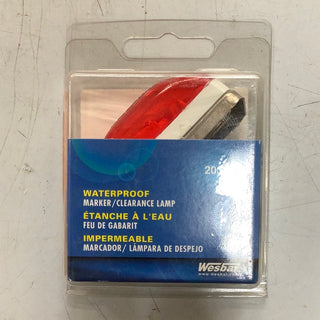 WATERPROOF
MARKER/CLEARANCE LAMP
ÉTANCHE À L'EAU
FEU DE GABARIT
IMPERMEABLE
MARCADOR/ LÁMPARA DE DESPEJO
Wesbar